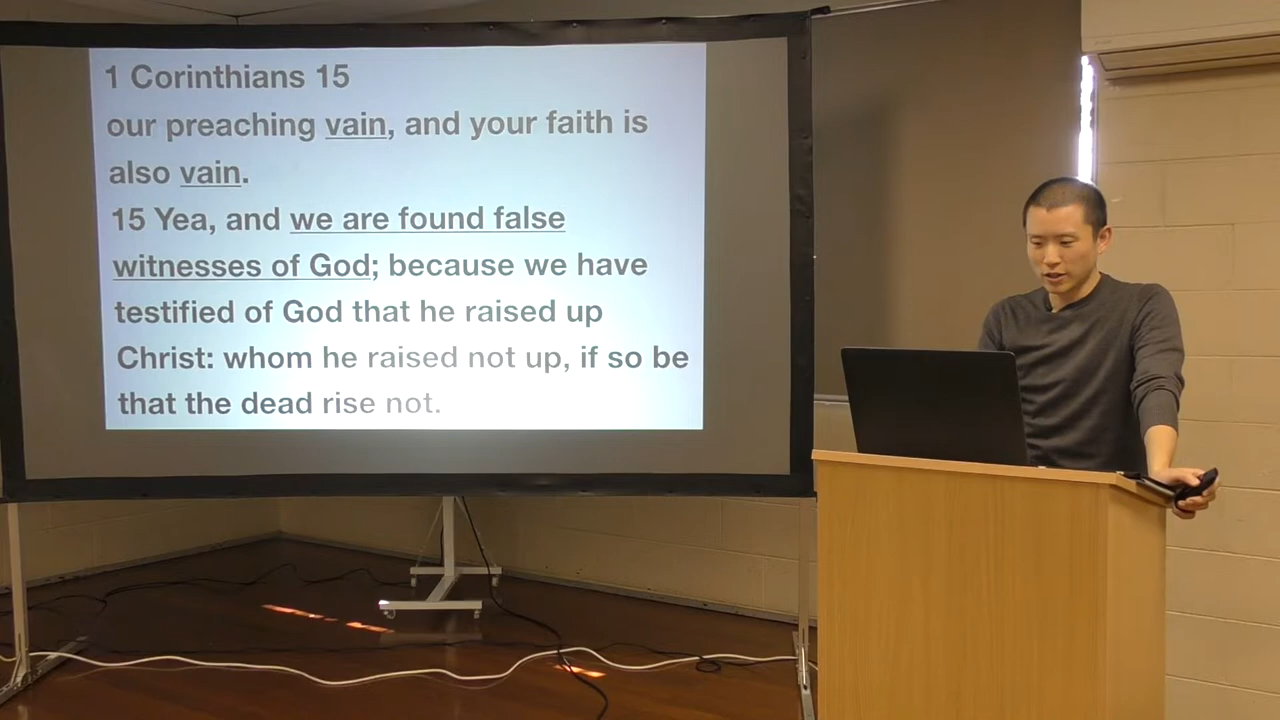 1 Corinthians 15
our preaching vain, and your faith is
also vain.
15 Yea, and we are found false
witnesses of God; because we have
testified of God that he raised up
Christ: whom he raised not up, if so be
that the dead rise not.